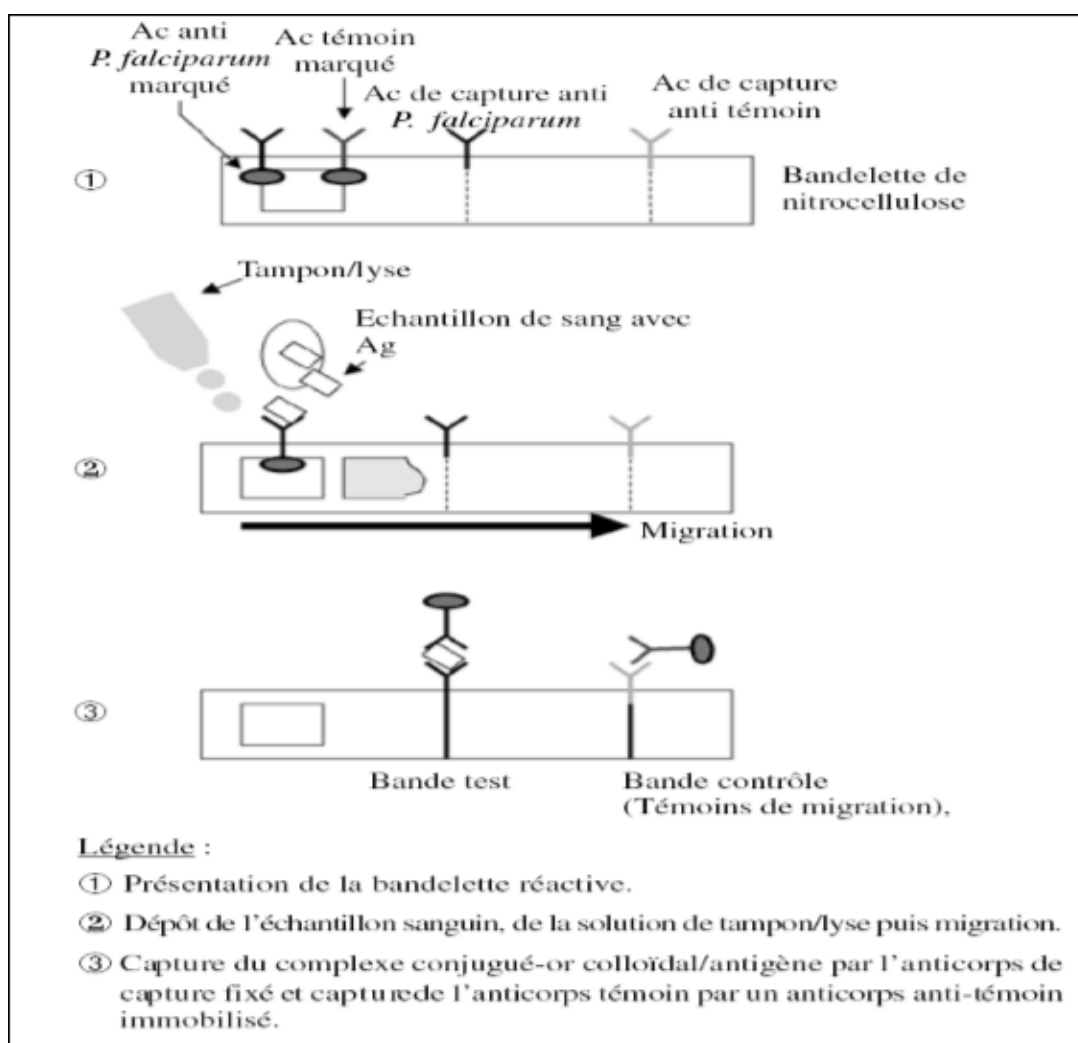 Ac anti
P. falciparum
marqué
Ac témoin
marqué
Ac de capture anti
P. falciparum
Ac de capture
anti témoin
①
Bandelette de
nitrocellulose
Tampon/lyse
Echantillon de sang avec
Ag
②
Migration
③
Bande test
Bande contrôle
(Témoins de migration),
Légende :
① Présentation de la bandelette réactive.
② Dépôt de l'échantillon sanguin, de la solution de tampon/lyse puis migration.
③ Capture du complexe conjugué-or colloïdal/antigène par l'anticorps de
capture fixé et capturede l'anticorps témoin par un anticorps anti-témoin
immobilisé.